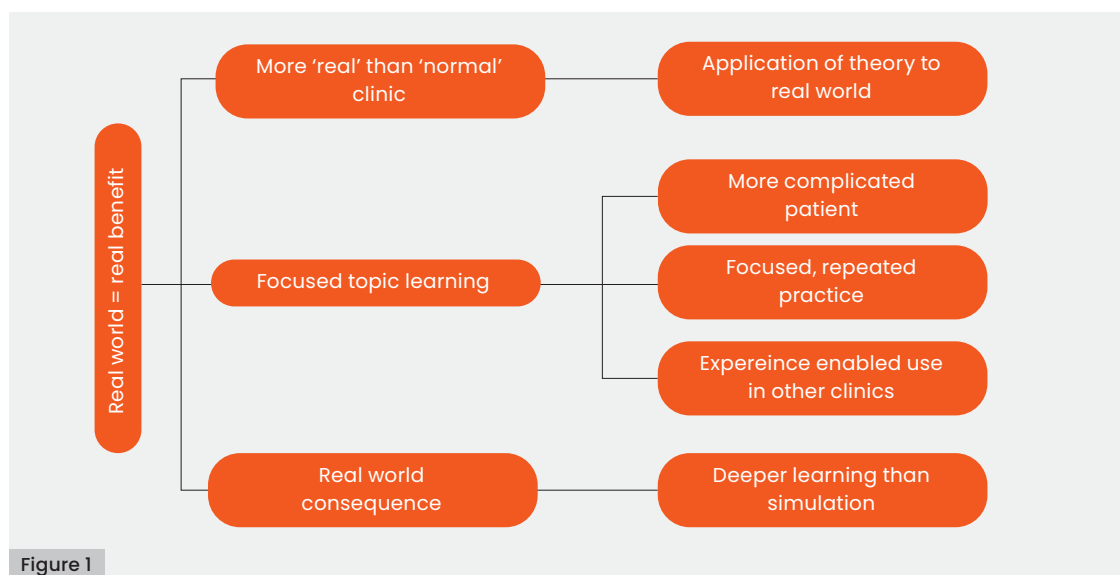 Real world = real benefit
More ‘real’ than ‘normal’
clinic
Application of theory to
real world
Focused topic learning
More complicated
patient
Focused, repeated
practice
Expereince enabled use
in other clinics
Real world
consequence
Deeper learning than
simulation
Figure 1